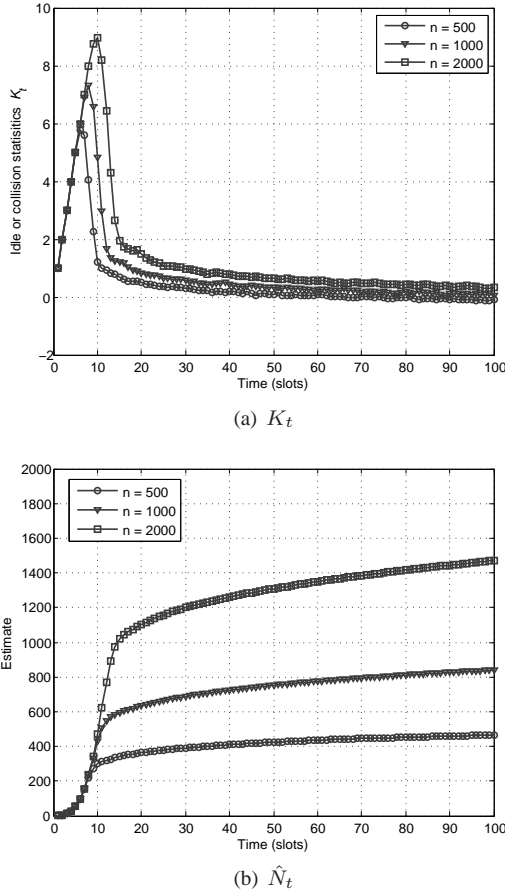 10
8
6
4
2
0
−2
Idle or collision statisitics K_t
n = 500
n = 1000
n = 2000
0 10 20 30 40 50 60 70 80 90 100
Time (slots)
(a) K_t
2000
1800
1600
1400
1200
1000
800
600
400
200
0
Estimate
n = 500
n = 1000
n = 2000
0 10 20 30 40 50 60 70 80 90 100
Time (slots)
(b) N̂_t